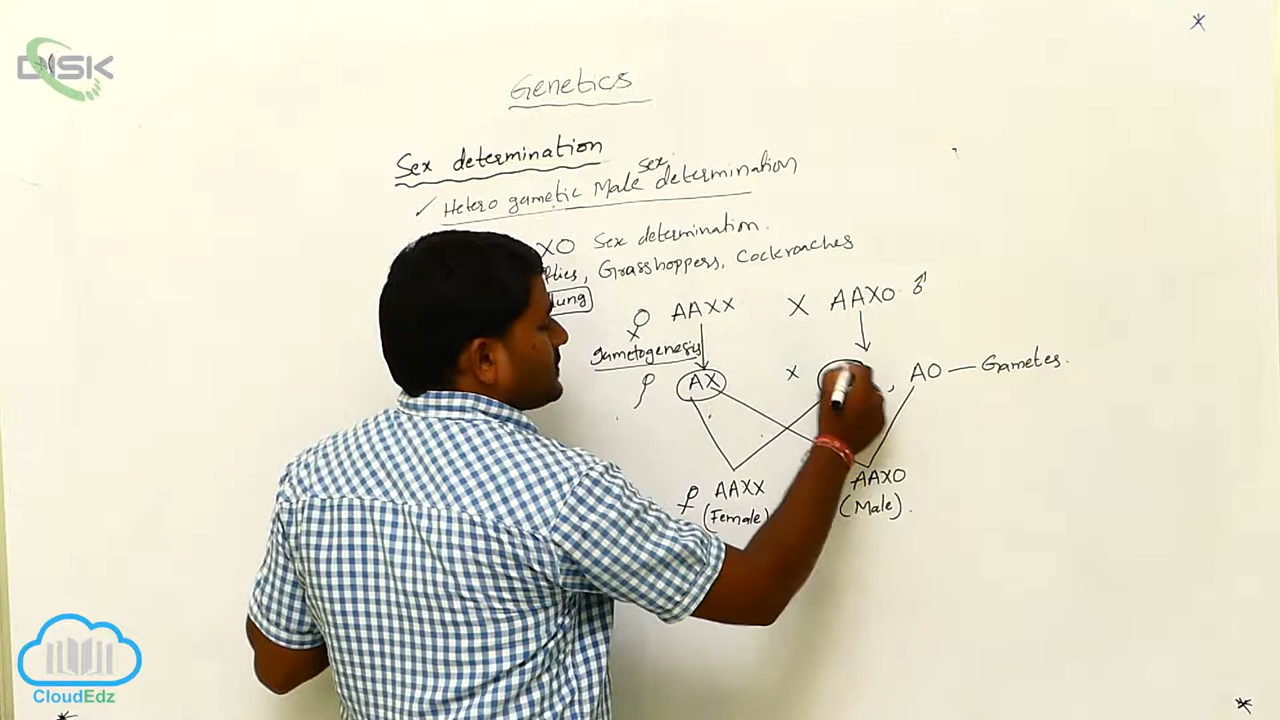 DISK
Genetics
Sex determination
✓ Hetero gametic Male sex determination
XO Sex determination.
flies, Grasshoppers, Cockroaches
♀ AAXX X AAXO ♂
gametogenesis
♀ AX x , AO — Gametes.
♀ AAXX AAXO
(Female) (Male).
CloudEdz